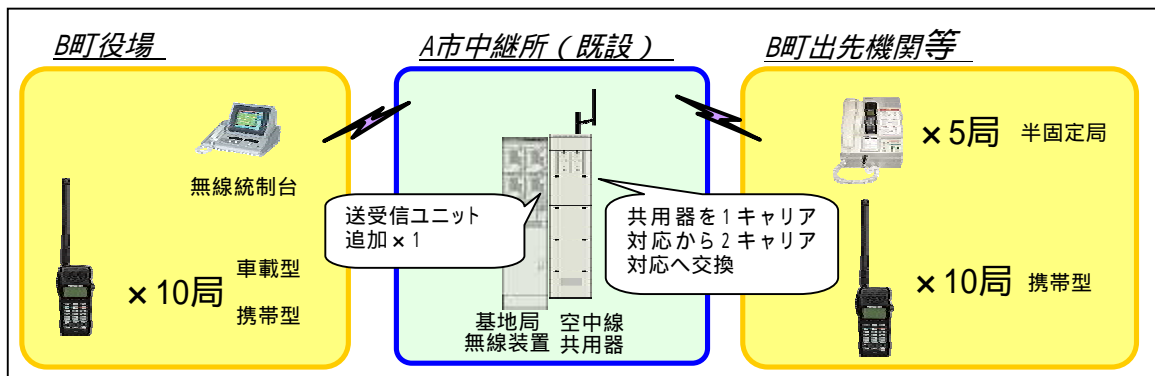 B町役場
無線統制台
×10局
車載型
携帯型
A市中継所（既設）
送受信ユニット
追加×1
共用器を1キャリア
対応から2キャリア
対応へ交換
基地局
無線装置
空中線
共用器
B町出先機関等
×5局 半固定局
×10局 携帯型